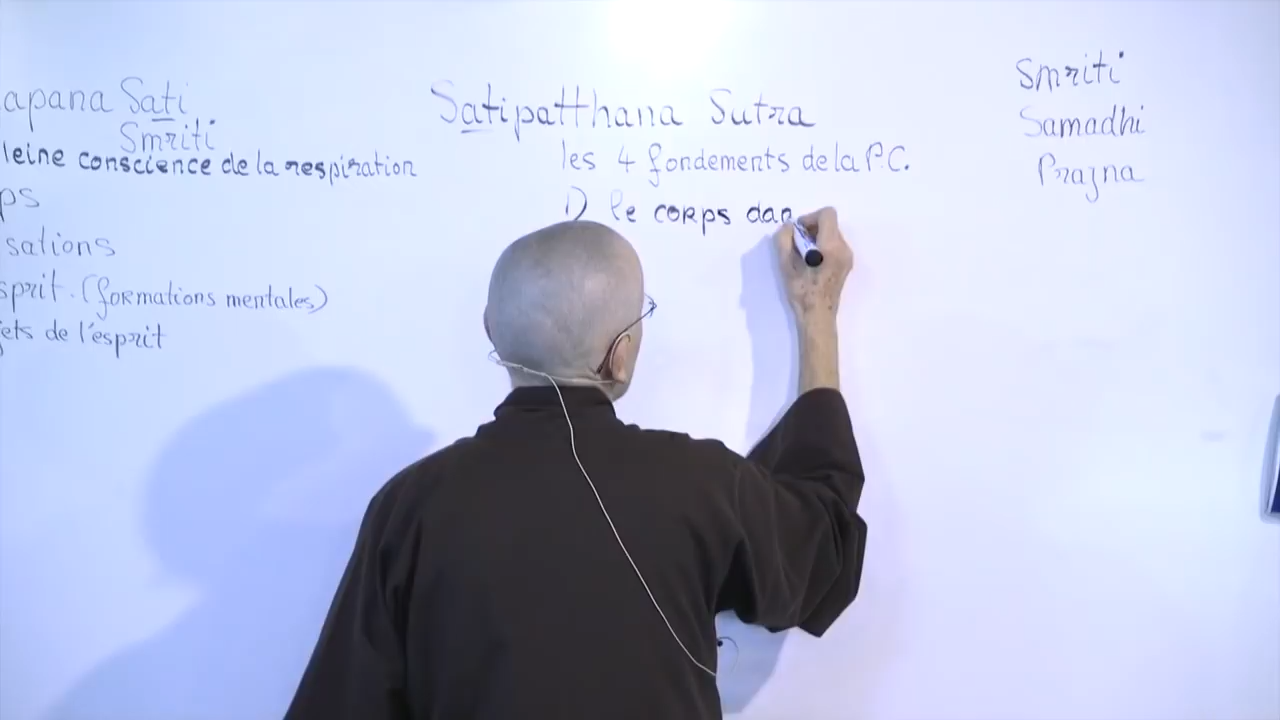 apana Sati
Smriti
leine conscience de la respiration
ps
sations
sprit. (formations mentales)
ets de l'esprit
Satipatthana Sutra
les 4 fondements de la P.C.
1) le corps dan
Smriti
Samadhi
Prajna